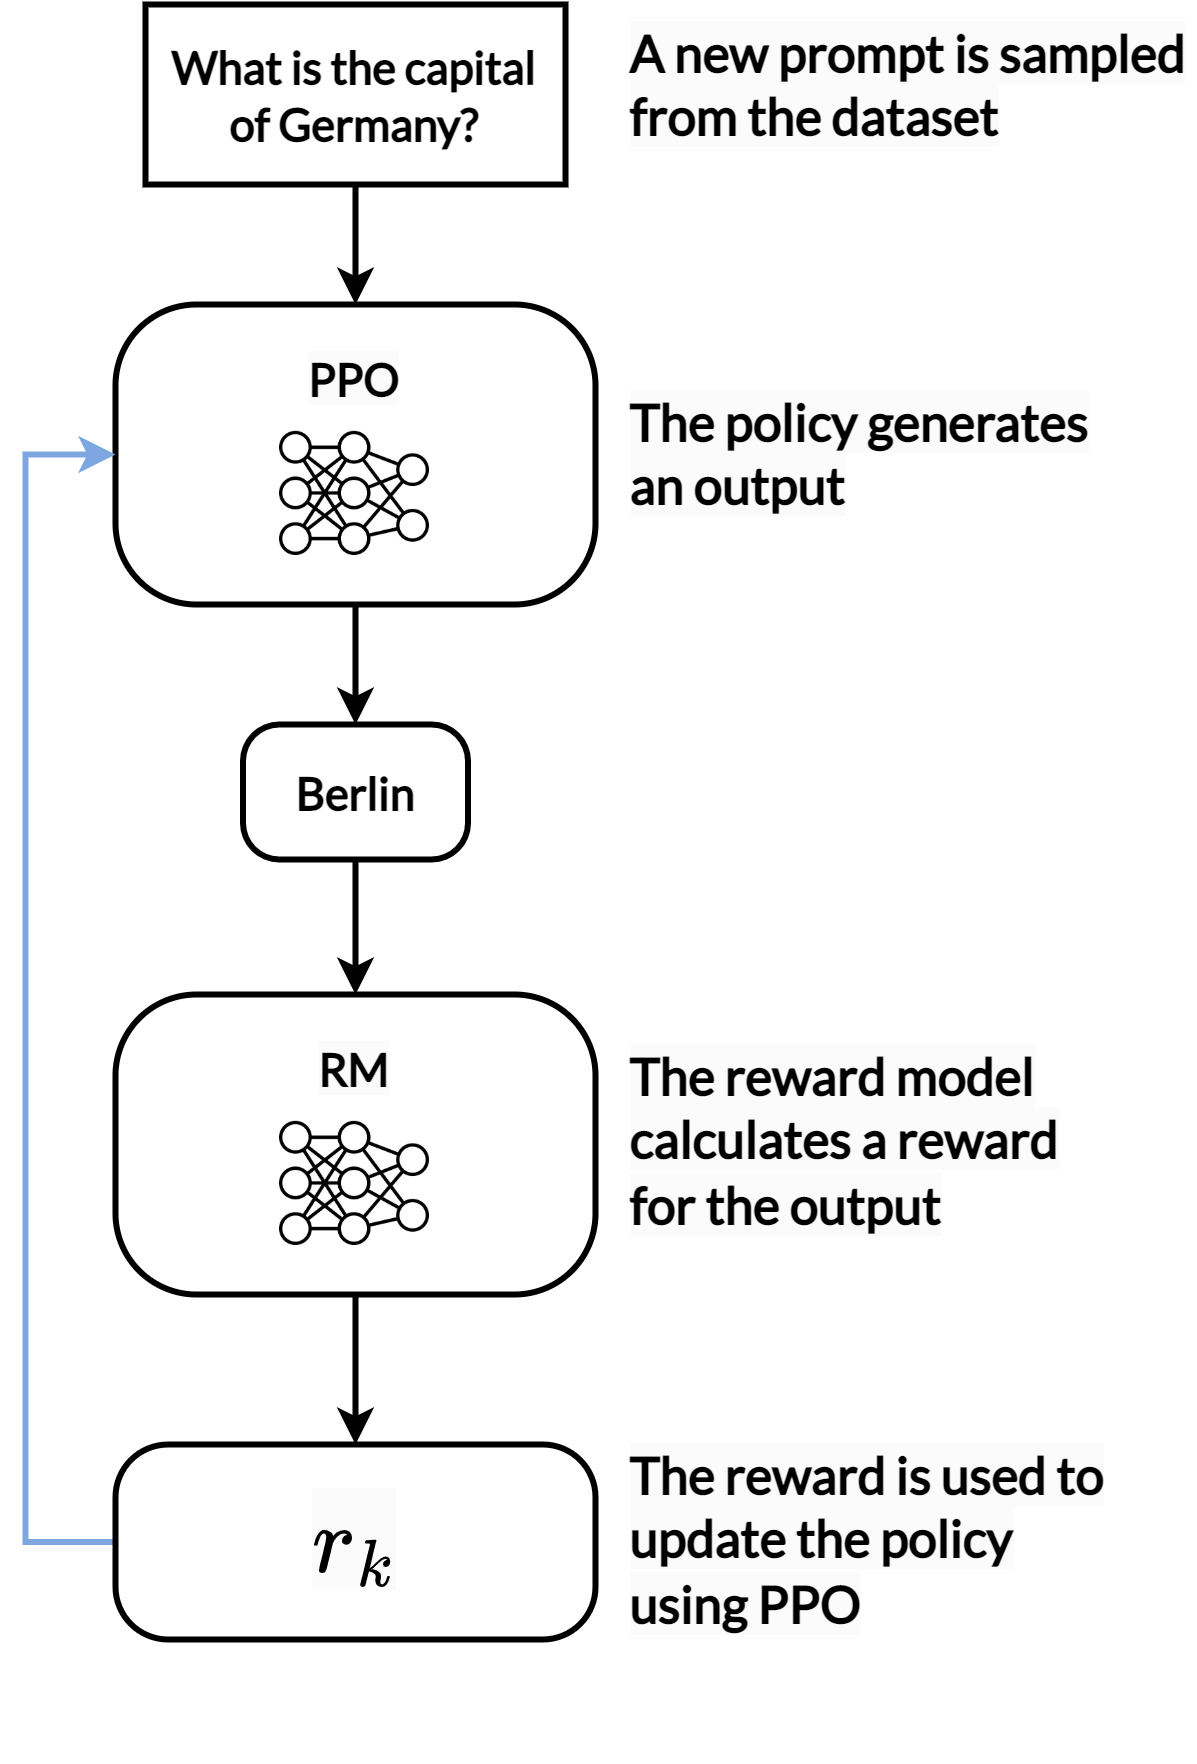 What is the capital
of Germany?
A new prompt is sampled
from the dataset
PPO
The policy generates
an output
Berlin
RM
The reward model
calculates a reward
for the output
r_k
The reward is used to
update the policy
using PPO